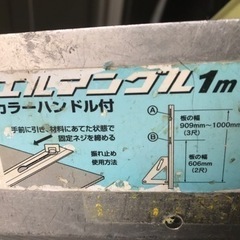 エルアングル1m
カラーハンドル付
手前に引き、材料にあてた状態で
固定ネジを締める
振れ止め
使用方法
A
板の幅
909mm〜1000mm
(3尺)
B
板の幅
606mm
(2尺)